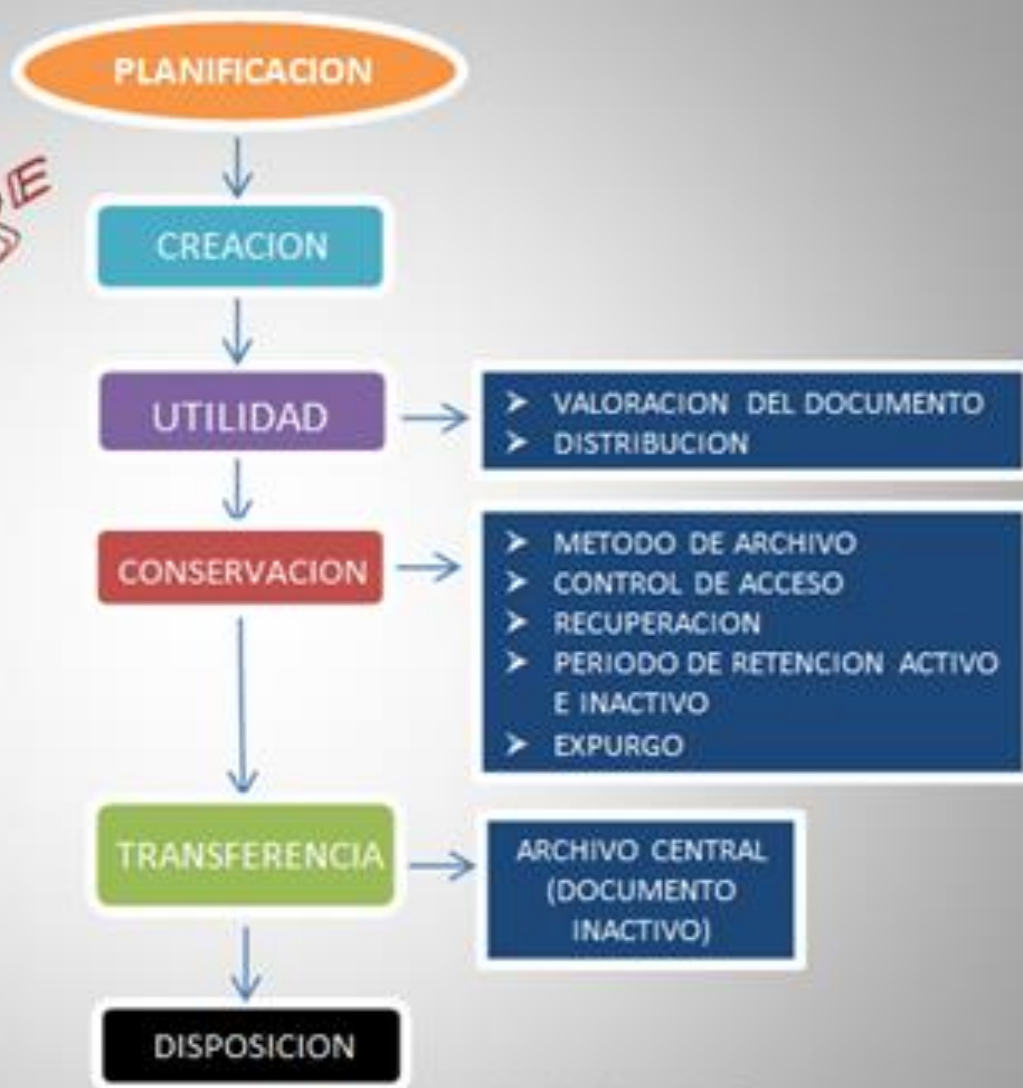 PLANIFICACION
CREACION
UTILIDAD
➤ VALORACION DEL DOCUMENTO
➤ DISTRIBUCION
CONSERVACION
➤ METODO DE ARCHIVO
➤ CONTROL DE ACCESO
➤ RECUPERACION
➤ PERIODO DE RETENCION ACTIVO
E INACTIVO
➤ EXPURGO
TRANSFERENCIA
ARCHIVO CENTRAL
(DOCUMENTO
INACTIVO)
DISPOSICION